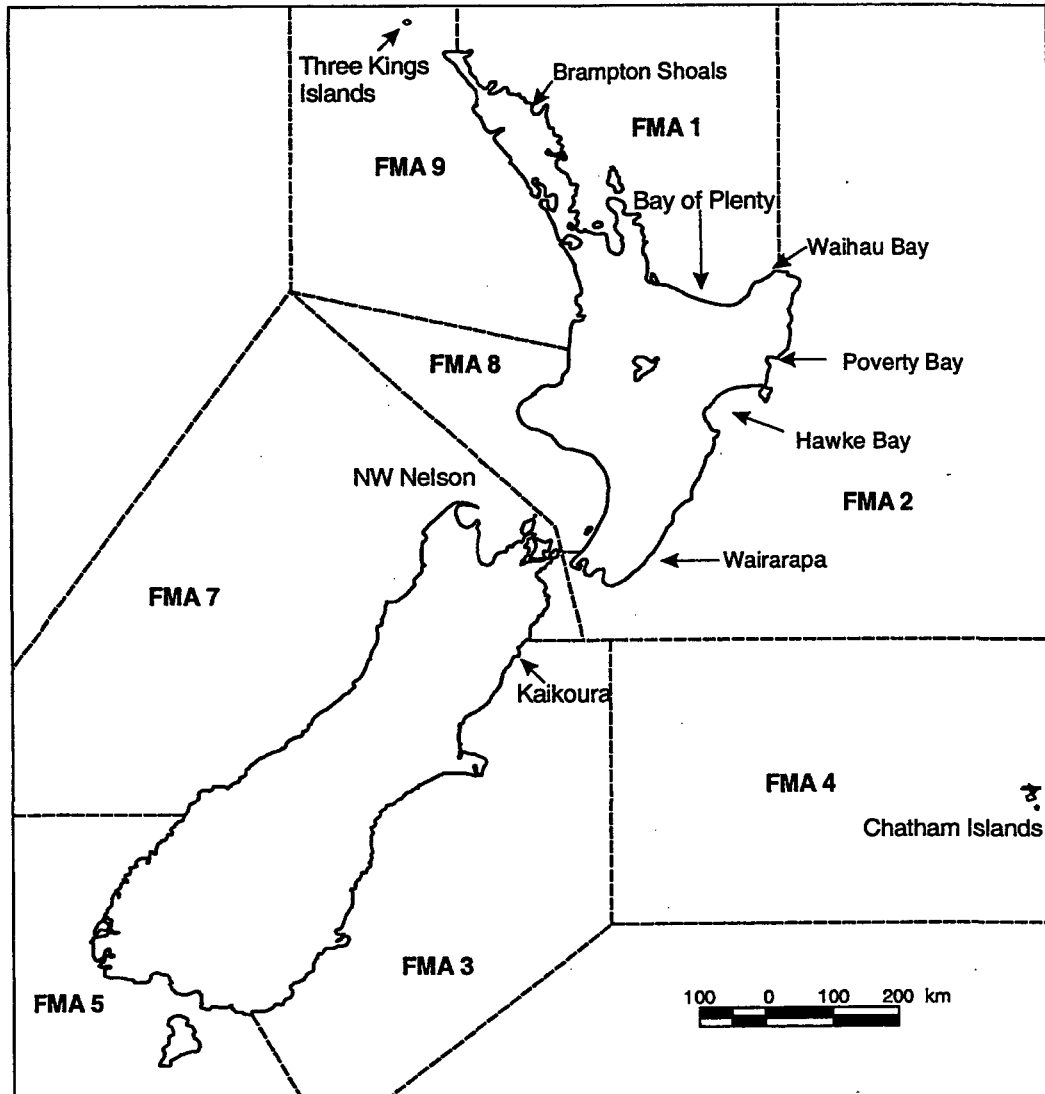 Three Kings
Islands
Brampton Shoals
FMA 1
FMA 9
Bay of Plenty
Waihau Bay
FMA 8
Poverty Bay
Hawke Bay
NW Nelson
FMA 2
Wairarapa
FMA 7
Kaikoura
FMA 4
Chatham Islands
FMA 3
FMA 5
100 0 100 200 km